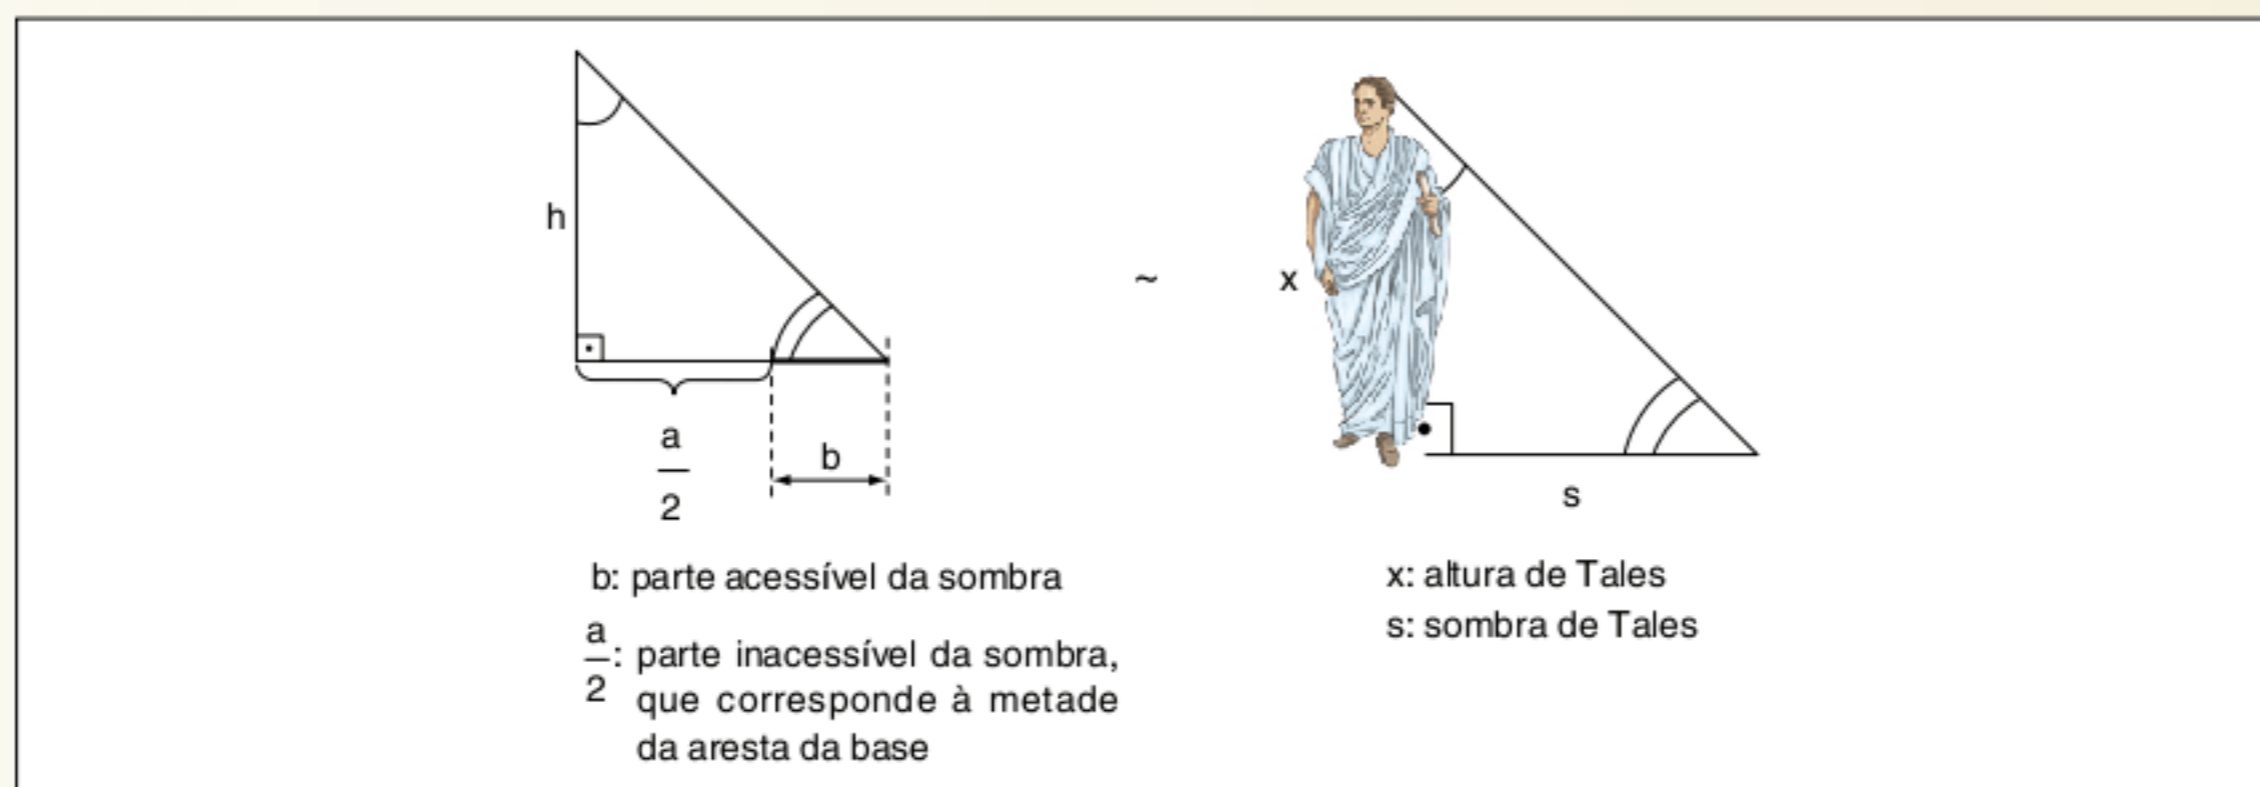 h
a
2
b
~
x
s
b: parte acessível da sombra
a
2
: parte inacessível da sombra,
que corresponde à metade
da aresta da base
x: altura de Tales
s: sombra de Tales